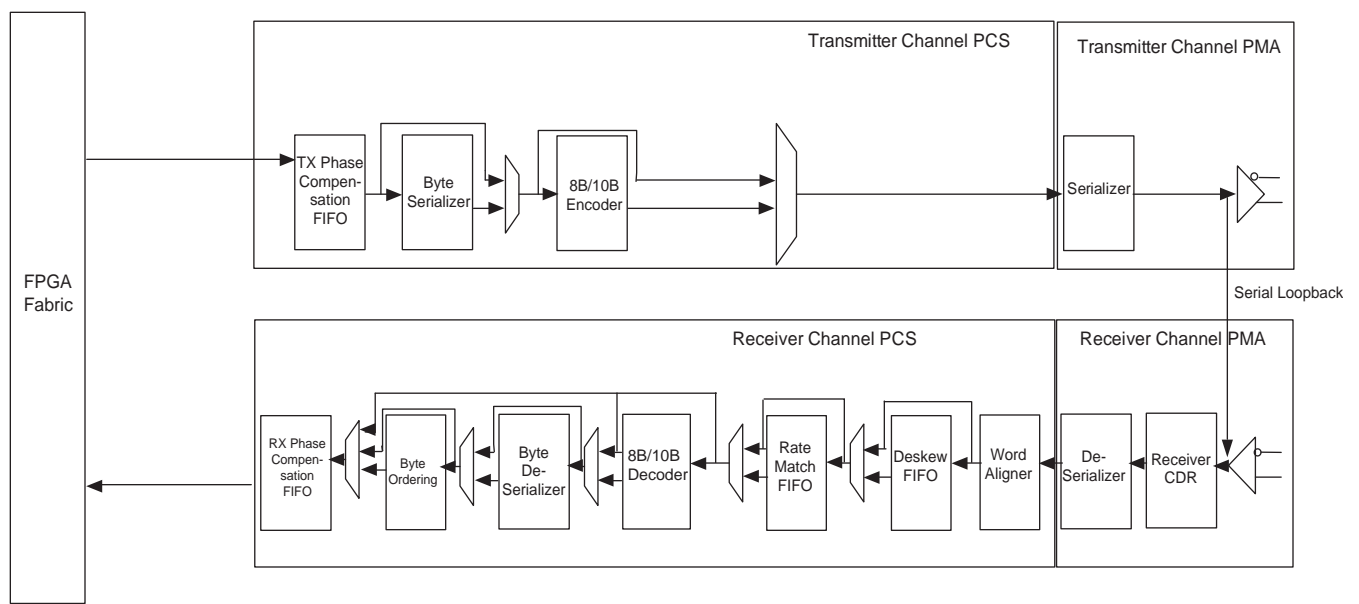 Transmitter Channel PCS
Transmitter Channel PMA
TX Phase
Compen-
sation
FIFO
Byte
Serializer
8B/10B
Encoder
Serializer
FPGA
Fabric
Serial Loopback
Receiver Channel PCS
Receiver Channel PMA
RX Phase
Compen-
sation
FIFO
Byte
Ordering
Byte
De-
Serializer
8B/10B
Decoder
Rate
Match
FIFO
Deskew
FIFO
Word
Aligner
De-
Serializer
Receiver
CDR